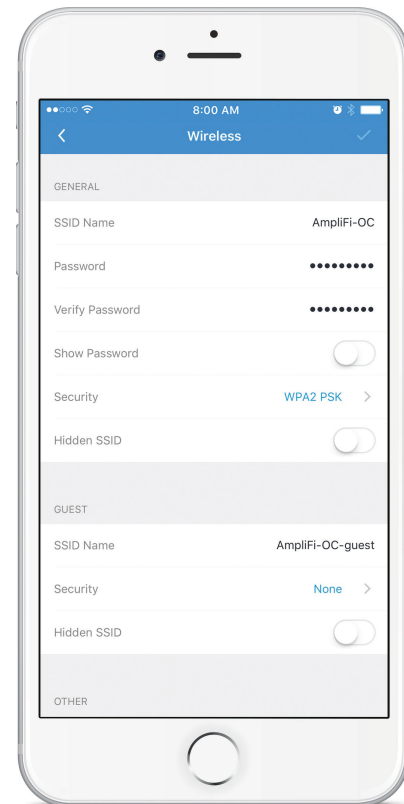 8:00 AM
Wireless
GENERAL
SSID Name AmpliFi-OC
Password •••••••••
Verify Password •••••••••
Show Password
Security WPA2 PSK >
Hidden SSID
GUEST
SSID Name AmpliFi-OC-guest
Security None >
Hidden SSID
OTHER